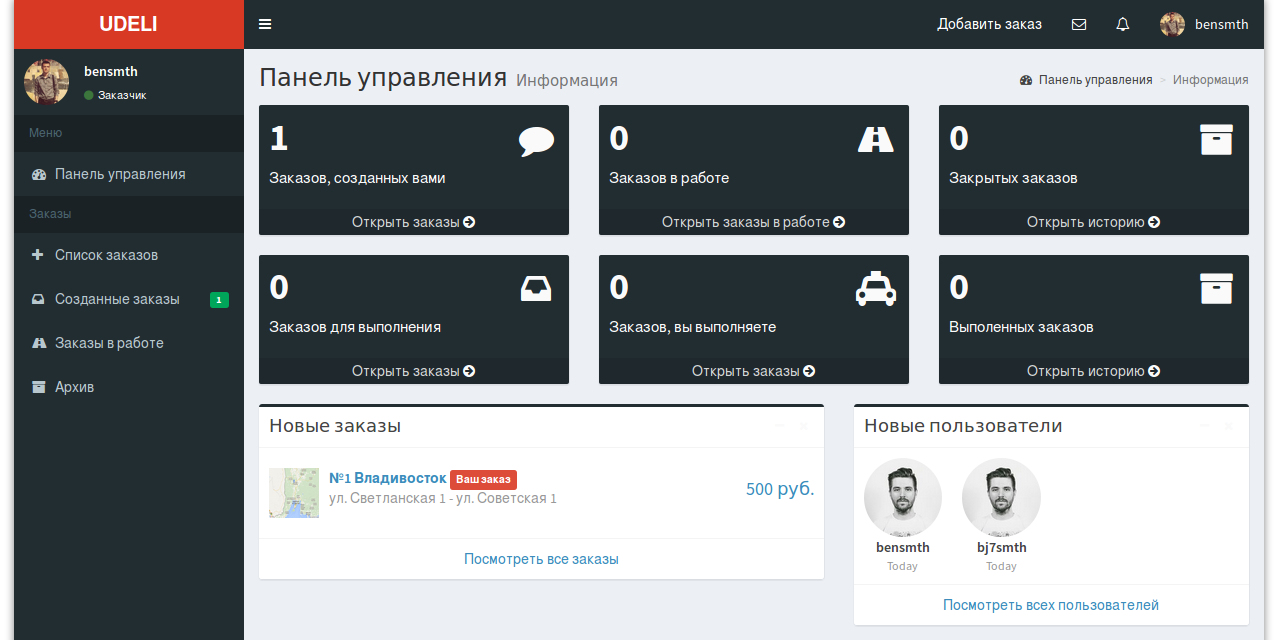 UDELI
Добавить заказ
bensmth
bensmth
Заказчик
Меню
Панель управления
Заказы
Список заказов
Созданные заказы 1
Заказы в работе
Архив
Панель управления Информация
Панель управления > Информация
1
Заказов, созданных вами
Открыть заказы
0
Заказов в работе
Открыть заказы в работе
0
Закрытых заказов
Открыть историю
0
Заказов для выполнения
Открыть заказы
0
Заказов, вы выполняете
Открыть заказы
0
Выполенных заказов
Открыть историю
Новые заказы
№1 Владивосток Ваш заказ
ул. Светланская 1 - ул. Советская 1
500 руб.
Посмотреть все заказы
Новые пользователи
bensmth
Today
bj7smth
Today
Посмотреть всех пользователей